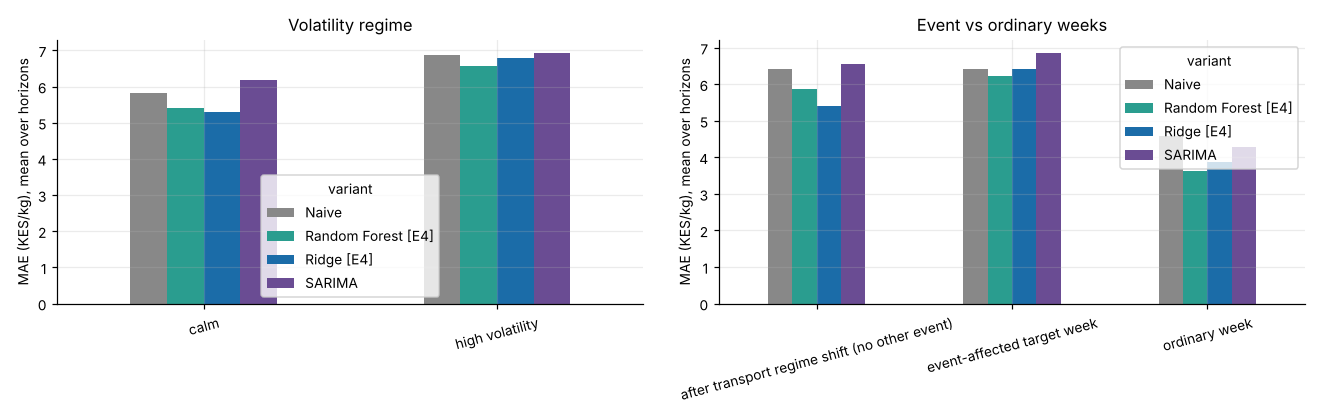 Volatility regime
MAE (KES/kg), mean over horizons
7
6
5
4
3
2
1
0
variant
Naive
Random Forest [E4]
Ridge [E4]
SARIMA
calm
high volatility
Event vs ordinary weeks
MAE (KES/kg), mean over horizons
7
6
5
4
3
2
1
0
variant
Naive
Random Forest [E4]
Ridge [E4]
SARIMA
after transport regime shift (no other event)
event-affected target week
ordinary week